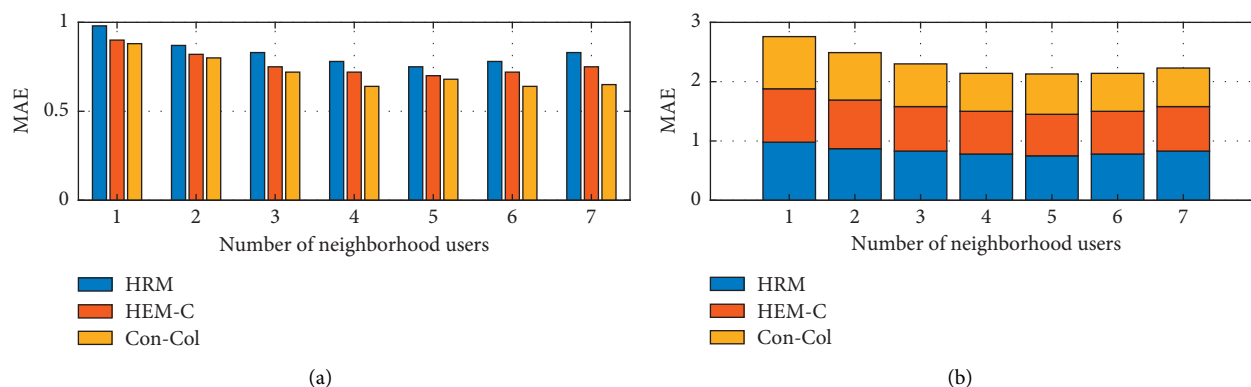 1
0.5
0
MAE
1 2 3 4 5 6 7
Number of neighborhood users
HRM
HEM-C
Con-Col
(a)
3
2
1
0
MAE
1 2 3 4 5 6 7
Number of neighborhood users
HRM
HEM-C
Con-Col
(b)